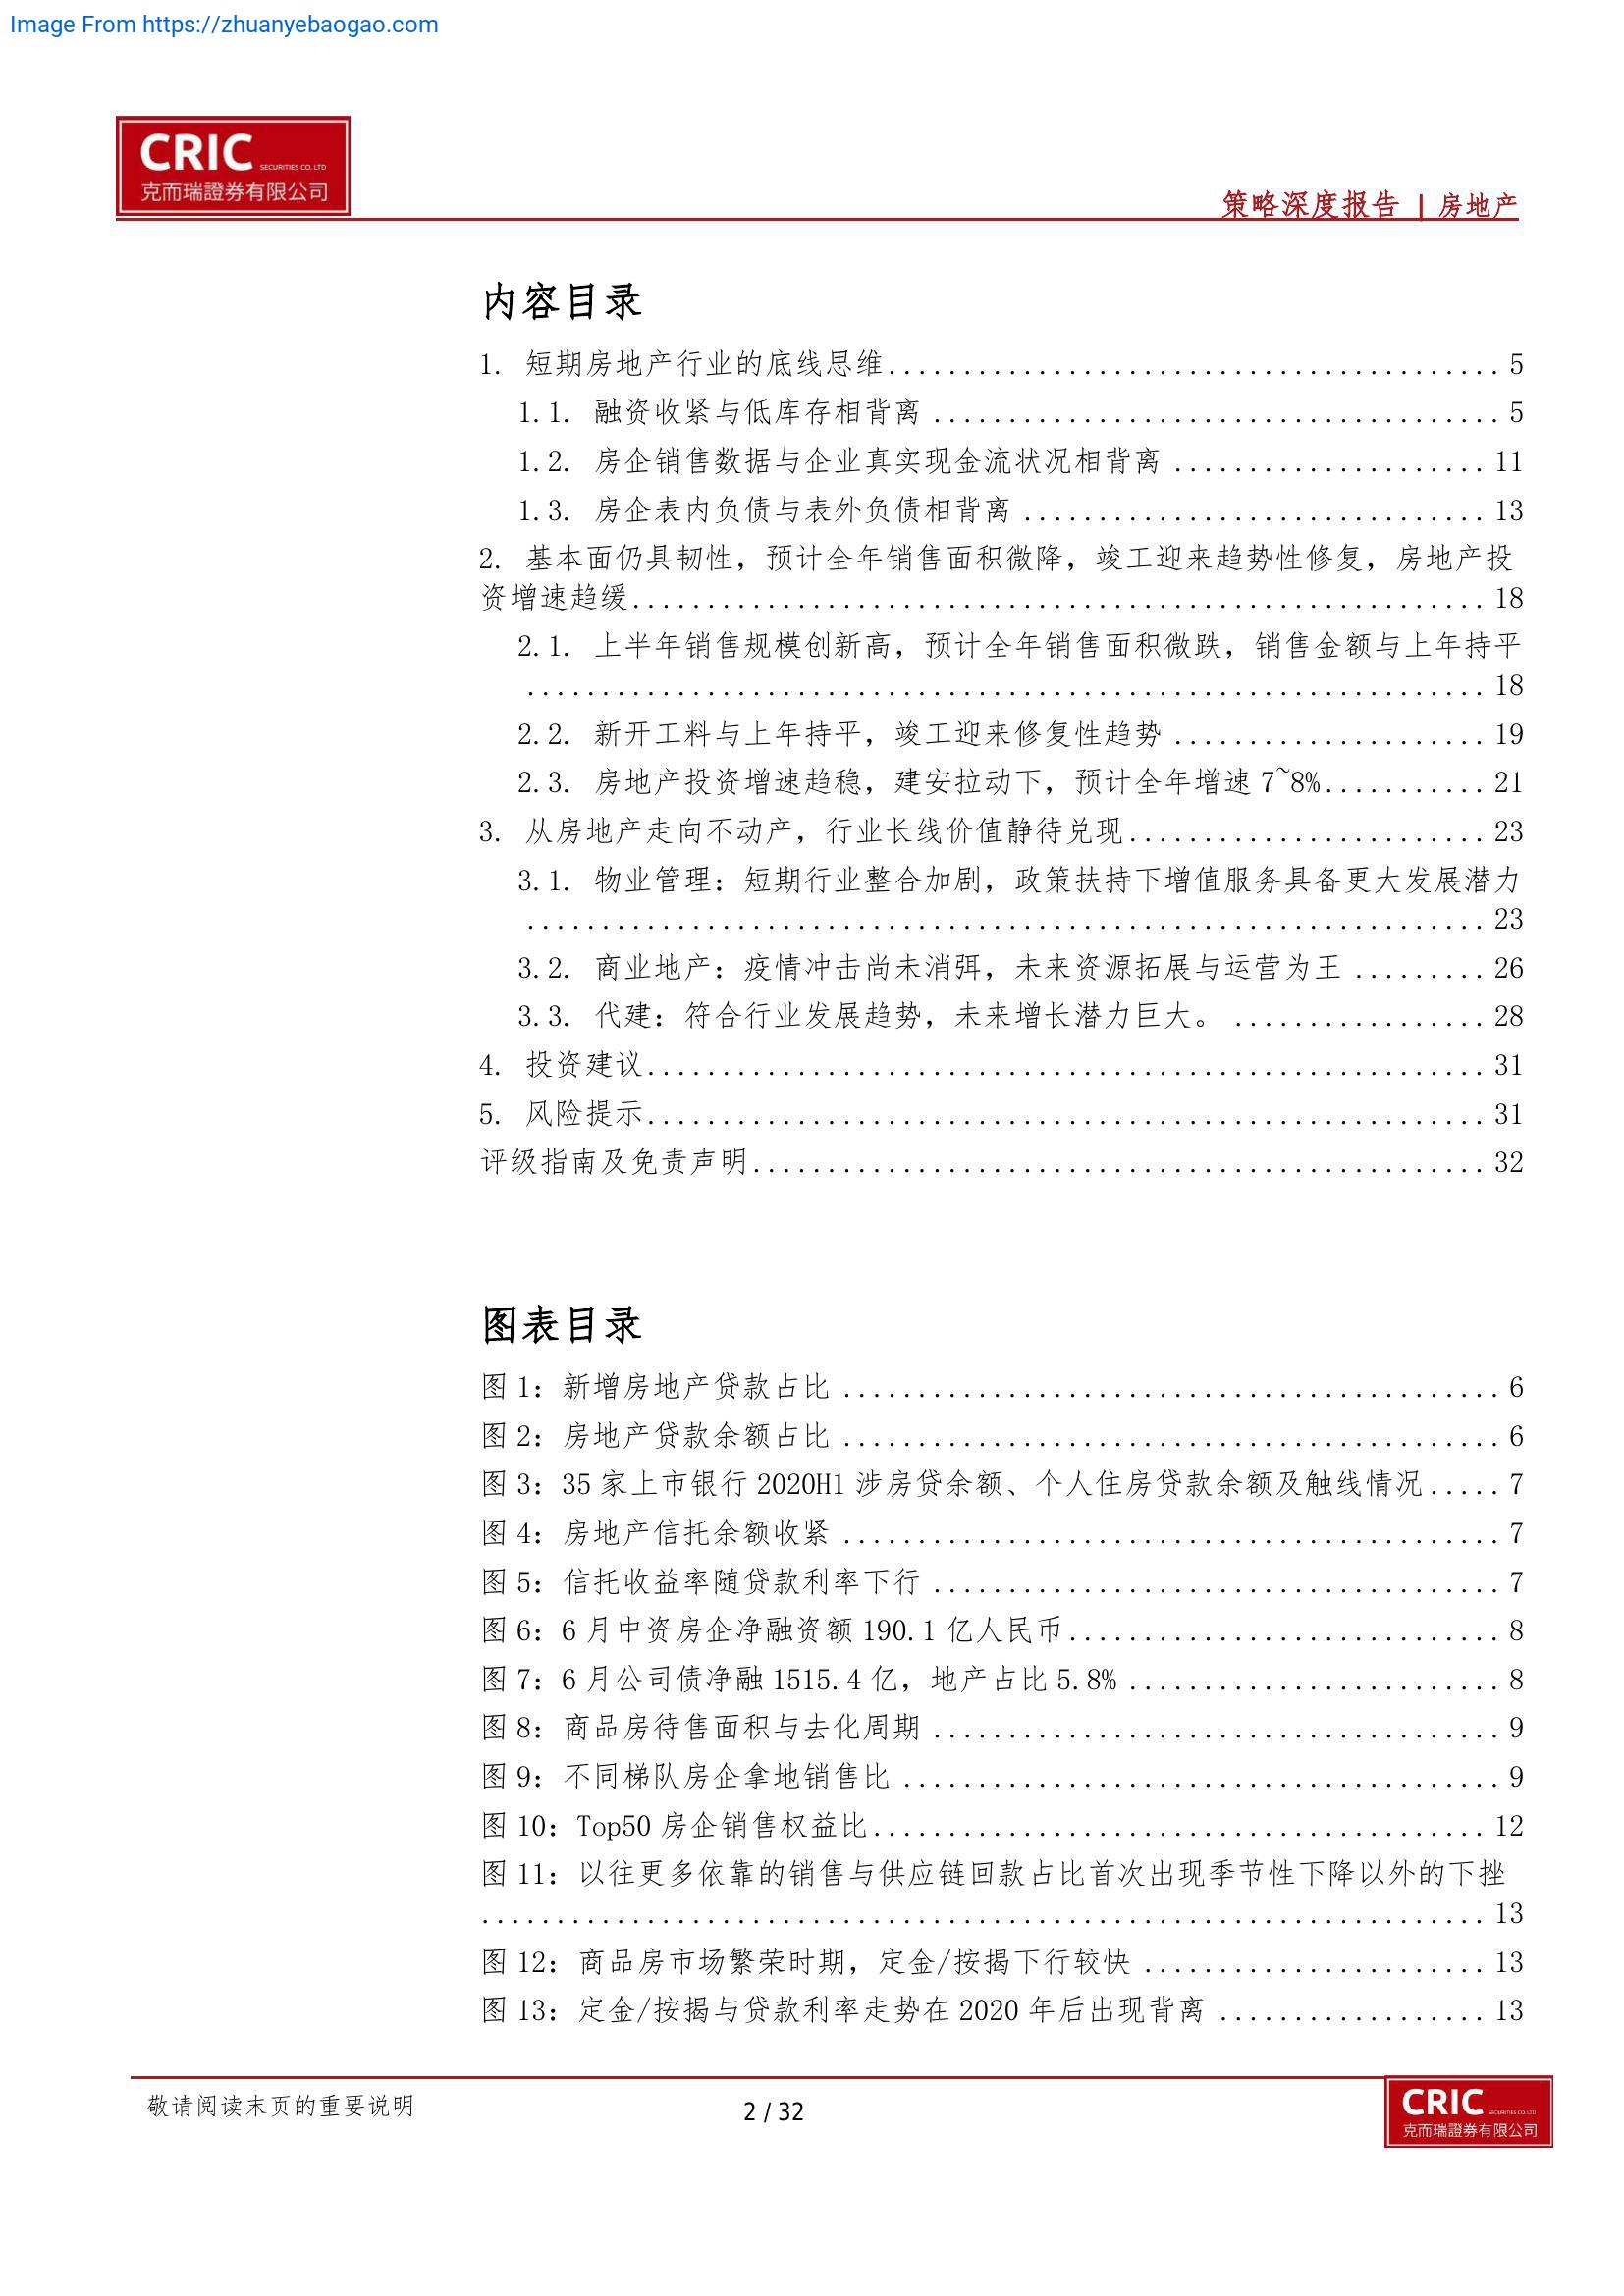 Image From https://zhuanyebaogao.com
CRIC SECURITIES CO. LTD
克而瑞證券有限公司
策略深度报告 | 房地产
内容目录
1. 短期房地产行业的底线思维......................................... 5
1.1. 融资收紧与低库存相背离 ...................................... 5
1.2. 房企销售数据与企业真实现金流状况相背离 ..................... 11
1.3. 房企表内负债与表外负债相背离 ............................... 13
2. 基本面仍具韧性，预计全年销售面积微降，竣工迎来趋势性修复，房地产投
资增速趋缓......................................................... 18
2.1. 上半年销售规模创新高，预计全年销售面积微跌，销售金额与上年持平
................................................................ 18
2.2. 新开工料与上年持平，竣工迎来修复性趋势 ..................... 19
2.3. 房地产投资增速趋稳，建安拉动下，预计全年增速 7~8%........... 21
3. 从房地产走向不动产，行业长线价值静待兑现........................ 23
3.1. 物业管理：短期行业整合加剧，政策扶持下增值服务具备更大发展潜力
................................................................ 23
3.2. 商业地产：疫情冲击尚未消弭，未来资源拓展与运营为王 ......... 26
3.3. 代建：符合行业发展趋势，未来增长潜力巨大。 ................. 28
4. 投资建议........................................................ 31
5. 风险提示........................................................ 31
评级指南及免责声明................................................. 32
图表目录
图 1：新增房地产贷款占比 ............................................ 6
图 2：房地产贷款余额占比 ............................................ 6
图 3：35 家上市银行 2020H1 涉房贷余额、个人住房贷款余额及触线情况..... 7
图 4：房地产信托余额收紧 ............................................ 7
图 5：信托收益率随贷款利率下行 ...................................... 7
图 6：6 月中资房企净融资额 190.1 亿人民币............................. 8
图 7：6 月公司债净融 1515.4 亿，地产占比 5.8% ......................... 8
图 8：商品房待售面积与去化周期 ...................................... 9
图 9：不同梯队房企拿地销售比 ........................................ 9
图 10：Top50 房企销售权益比......................................... 12
图 11：以往更多依靠的销售与供应链回款占比首次出现季节性下降以外的下挫
................................................................... 13
图 12：商品房市场繁荣时期，定金/按揭下行较快 ....................... 13
图 13：定金/按揭与贷款利率走势在 2020 年后出现背离 .................. 13
敬请阅读末页的重要说明
2 / 32
CRIC SECURITIES CO. LTD
克而瑞證券有限公司